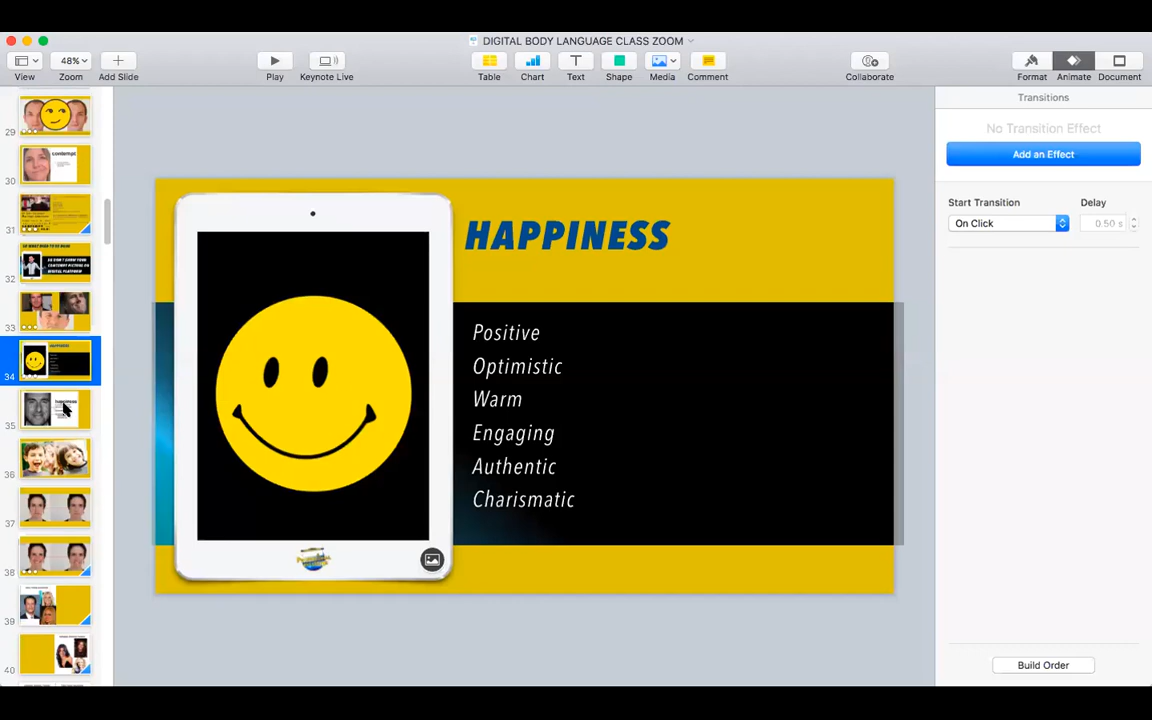 DIGITAL BODY LANGUAGE CLASS ZOOM
48%
View
Zoom
Add Slide
Play
Keynote Live
Table
Chart
Text
Shape
Media
Comment
Collaborate
Format
Animate
Document
Transitions
No Transition Effect
Add an Effect
Start Transition
Delay
On Click
0.50 s
Build Order
29
30
contempt
31
32
33
34
35
36
37
38
39
40
HAPPINESS
Positive
Optimistic
Warm
Engaging
Authentic
Charismatic